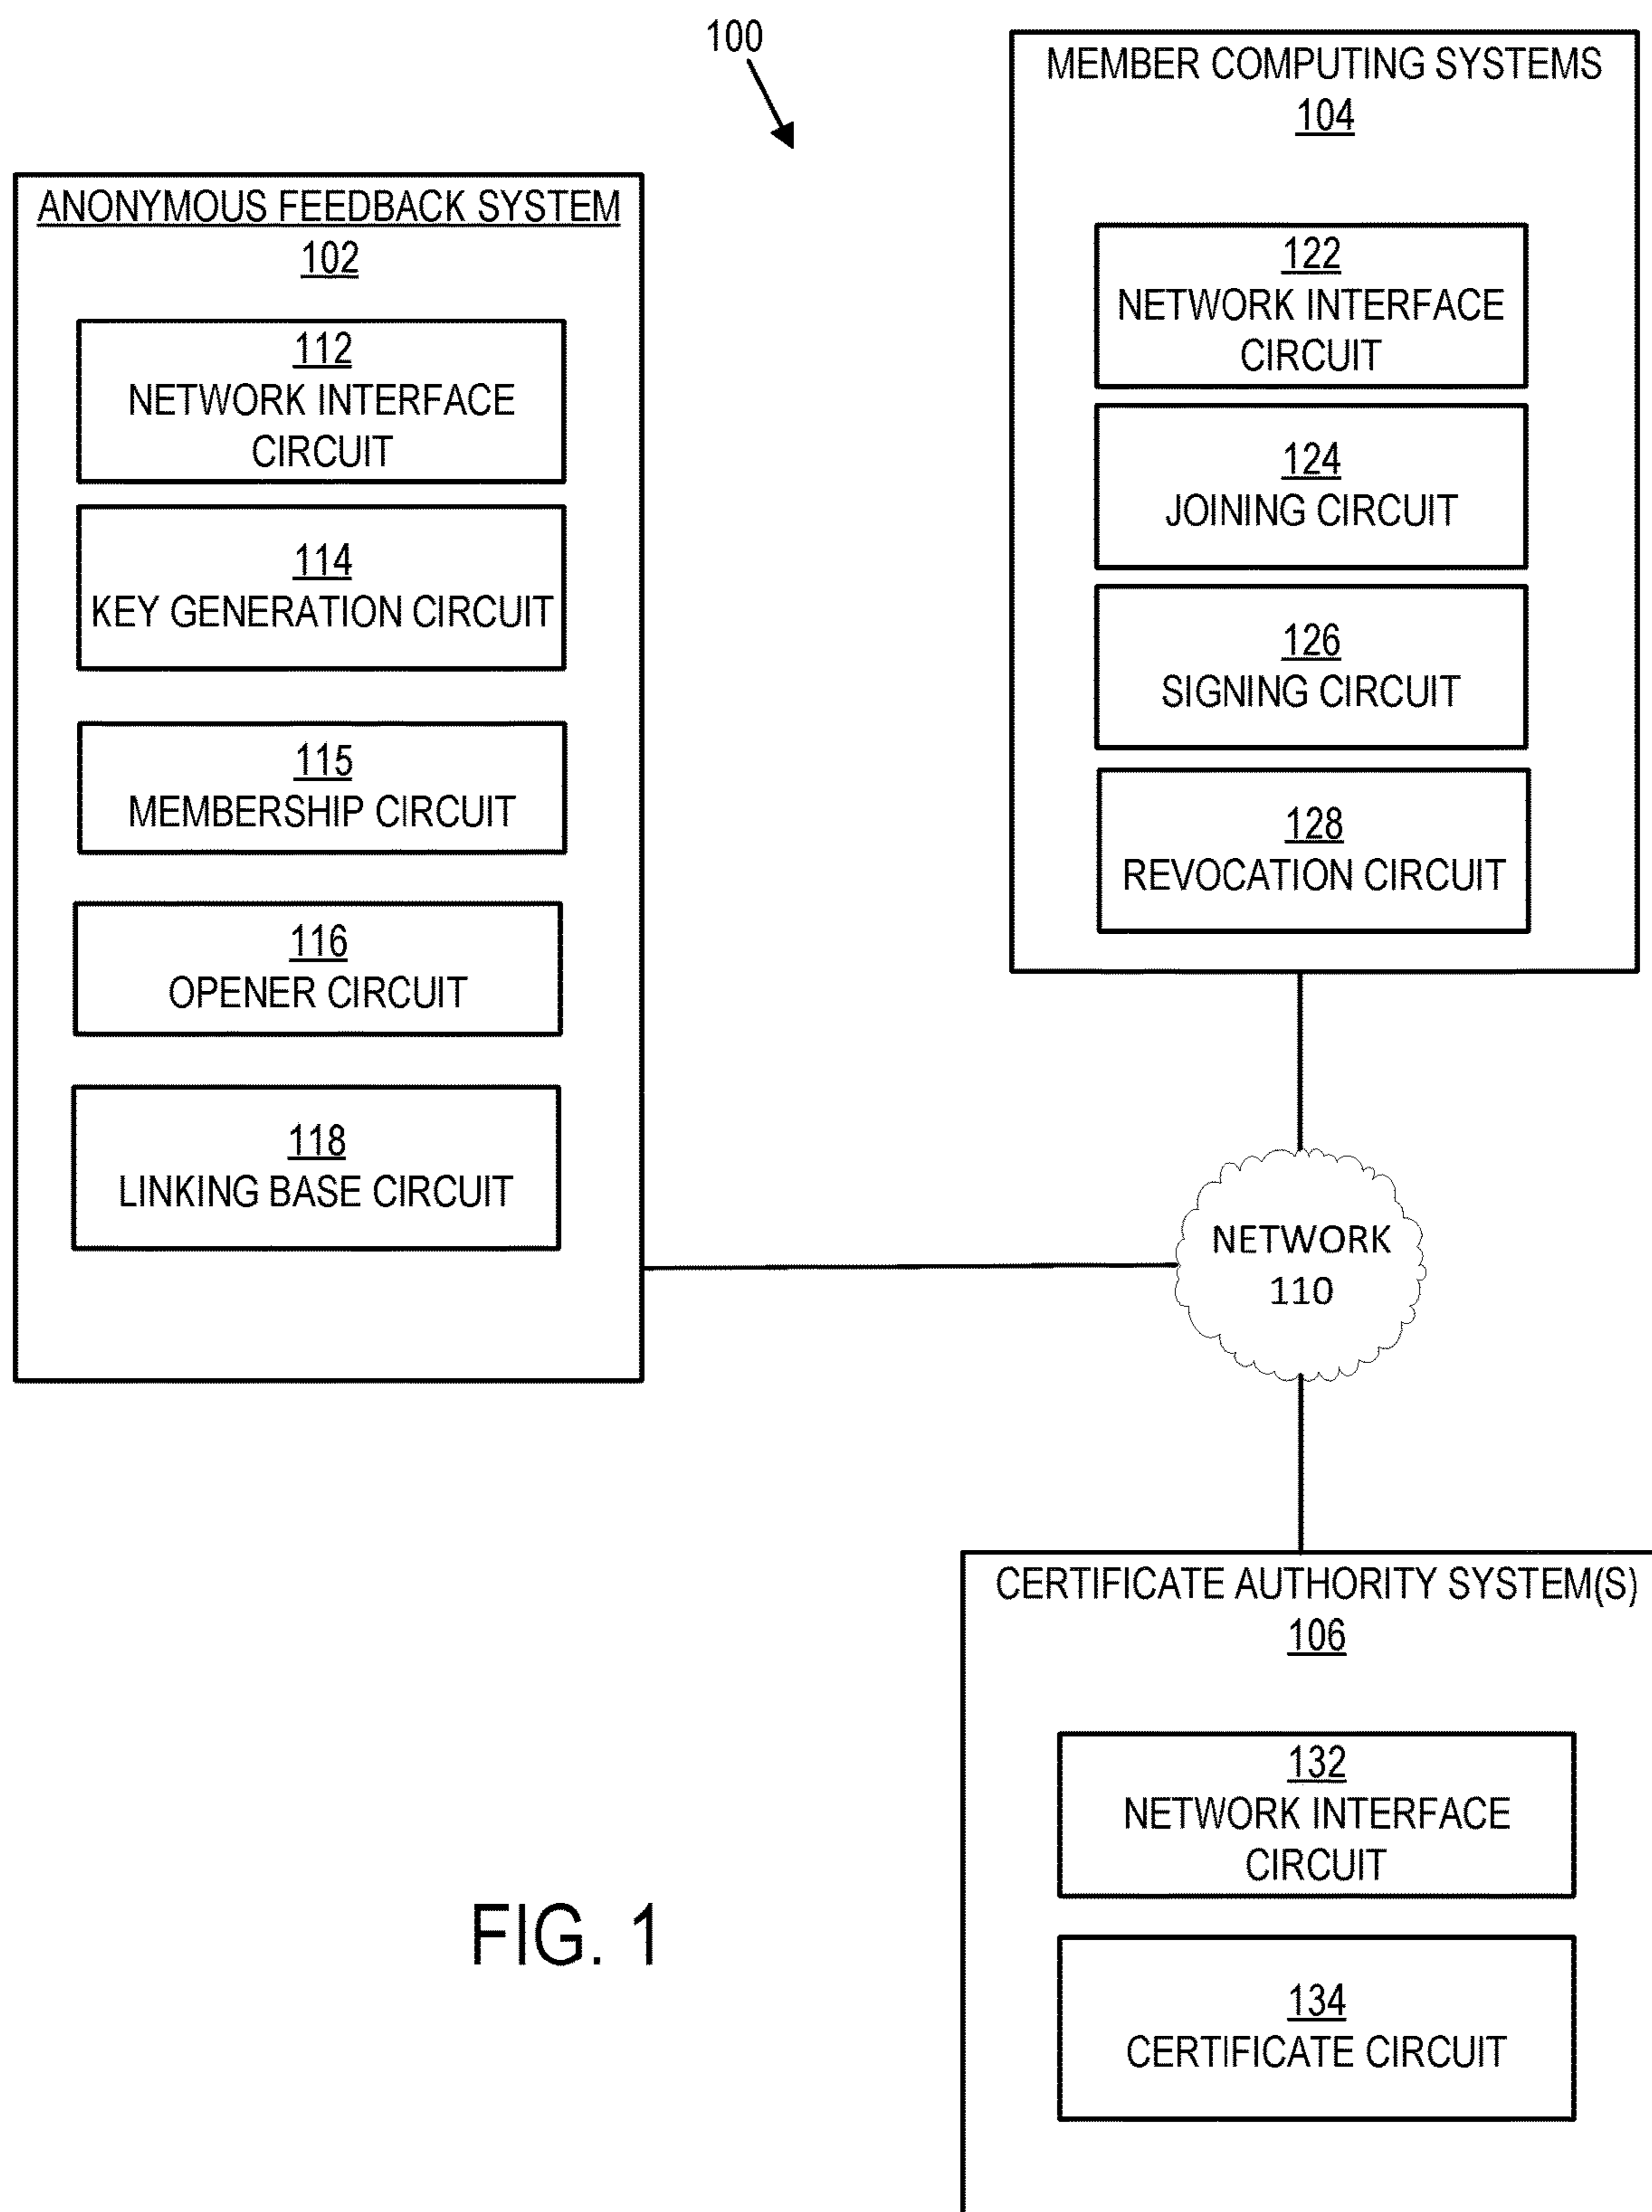 100
MEMBER COMPUTING SYSTEMS
104
122
NETWORK INTERFACE
CIRCUIT
124
JOINING CIRCUIT
126
SIGNING CIRCUIT
128
REVOCATION CIRCUIT
ANONYMOUS FEEDBACK SYSTEM
102
112
NETWORK INTERFACE
CIRCUIT
114
KEY GENERATION CIRCUIT
115
MEMBERSHIP CIRCUIT
116
OPENER CIRCUIT
118
LINKING BASE CIRCUIT
NETWORK
110
CERTIFICATE AUTHORITY SYSTEM(S)
106
132
NETWORK INTERFACE
CIRCUIT
134
CERTIFICATE CIRCUIT
FIG. 1